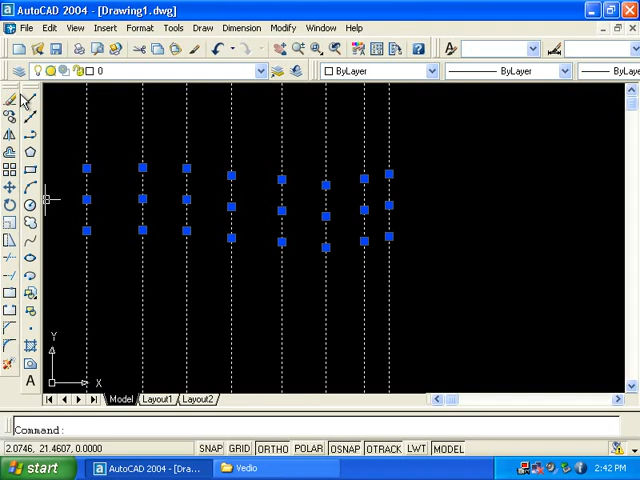 AutoCAD 2004 - [Drawing1.dwg]
File Edit View Insert Format Tools Draw Dimension Modify Window Help
0 ByLayer ByLayer ByLayer
A
Y
X
Model Layout1 Layout2
Command:
2.0746, 21.4607, 0.0000 SNAP GRID ORTHO POLAR OSNAP OTRACK LWT MODEL
start AutoCAD 2004 - [Dra... Vedio 2:42 PM